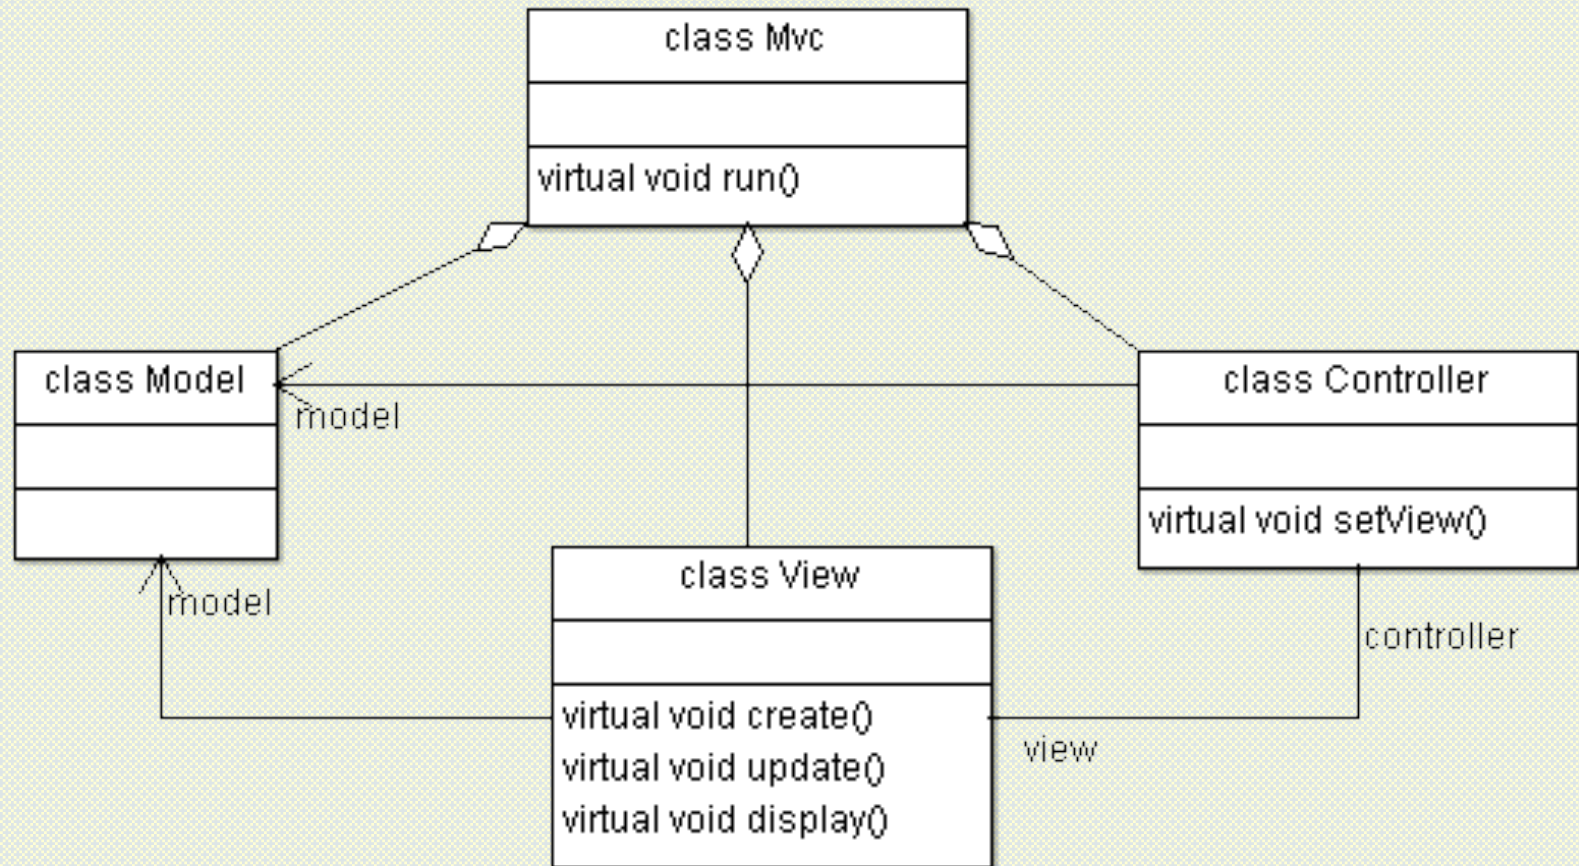 class Mvc
virtual void run()
class Model
model
class Controller
virtual void setView()
model
class View
virtual void create()
virtual void update()
virtual void display()
controller
view